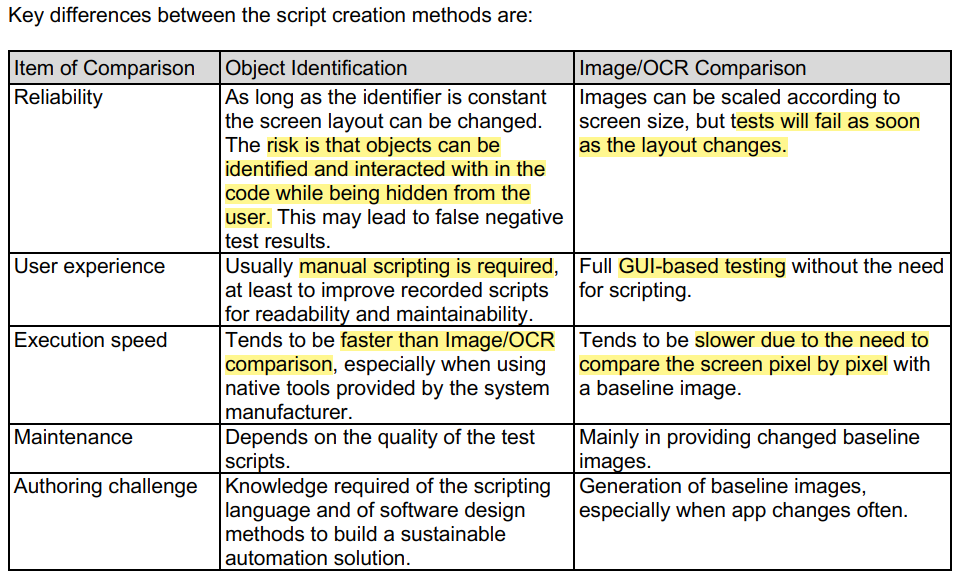 Key differences between the script creation methods are:
Item of Comparison
Object Identification
Image/OCR Comparison
Reliability
As long as the identifier is constant
the screen layout can be changed.
The risk is that objects can be
identified and interacted with in the
code while being hidden from the
user. This may lead to false negative
test results.
Images can be scaled according to
screen size, but tests will fail as soon
as the layout changes.
User experience
Usually manual scripting is required,
at least to improve recorded scripts
for readability and maintainability.
Full GUI-based testing without the need
for scripting.
Execution speed
Tends to be faster than Image/OCR
comparison, especially when using
native tools provided by the system
manufacturer.
Tends to be slower due to the need to
compare the screen pixel by pixel with
a baseline image.
Maintenance
Depends on the quality of the test
scripts.
Mainly in providing changed baseline
images.
Authoring challenge
Knowledge required of the scripting
language and of software design
methods to build a sustainable
automation solution.
Generation of baseline images,
especially when app changes often.